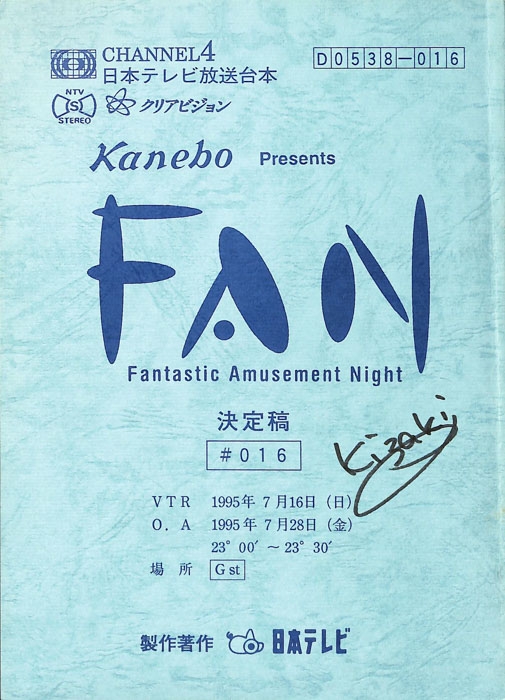 CHANNEL4
日本テレビ放送台本
D0538-016
NTV
S
STEREO
クリアビジョン
Kanebo Presents
FAN
Fantastic Amusement Night
決定稿
#016
Kizaki
VTR 1995年 7月16日 (日)
O. A 1995年 7月28日 (金)
23° 00′ ~ 23° 30′
場 所 G st
製作著作 日本テレビ